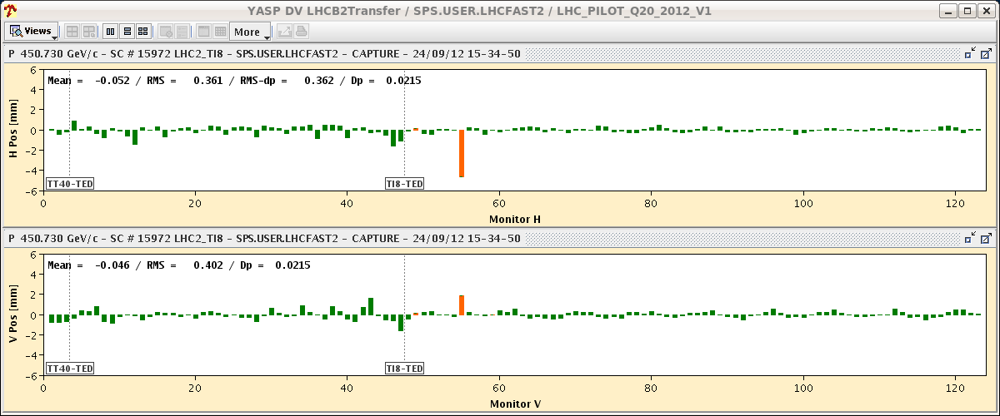 YASP DV LHCB2Transfer / SPS.USER.LHCFAST2 / LHC_PILOT_Q20_2012_V1
Views More
P 450.730 GeV/c - SC # 15972 LHC2_TI8 - SPS.USER.LHCFAST2 - CAPTURE - 24/09/12 15-34-50
Mean = -0.052 / RMS = 0.361 / RMS-dp = 0.362 / Dp = 0.0215
H Pos [mm]
6
4
2
0
-2
-4
-6
TT40-TED TI8-TED
0 20 40 60 80 100 120
Monitor H
P 450.730 GeV/c - SC # 15972 LHC2_TI8 - SPS.USER.LHCFAST2 - CAPTURE - 24/09/12 15-34-50
Mean = -0.046 / RMS = 0.402 / Dp = 0.0215
V Pos [mm]
6
4
2
0
-2
-4
-6
TT40-TED TI8-TED
0 20 40 60 80 100 120
Monitor V